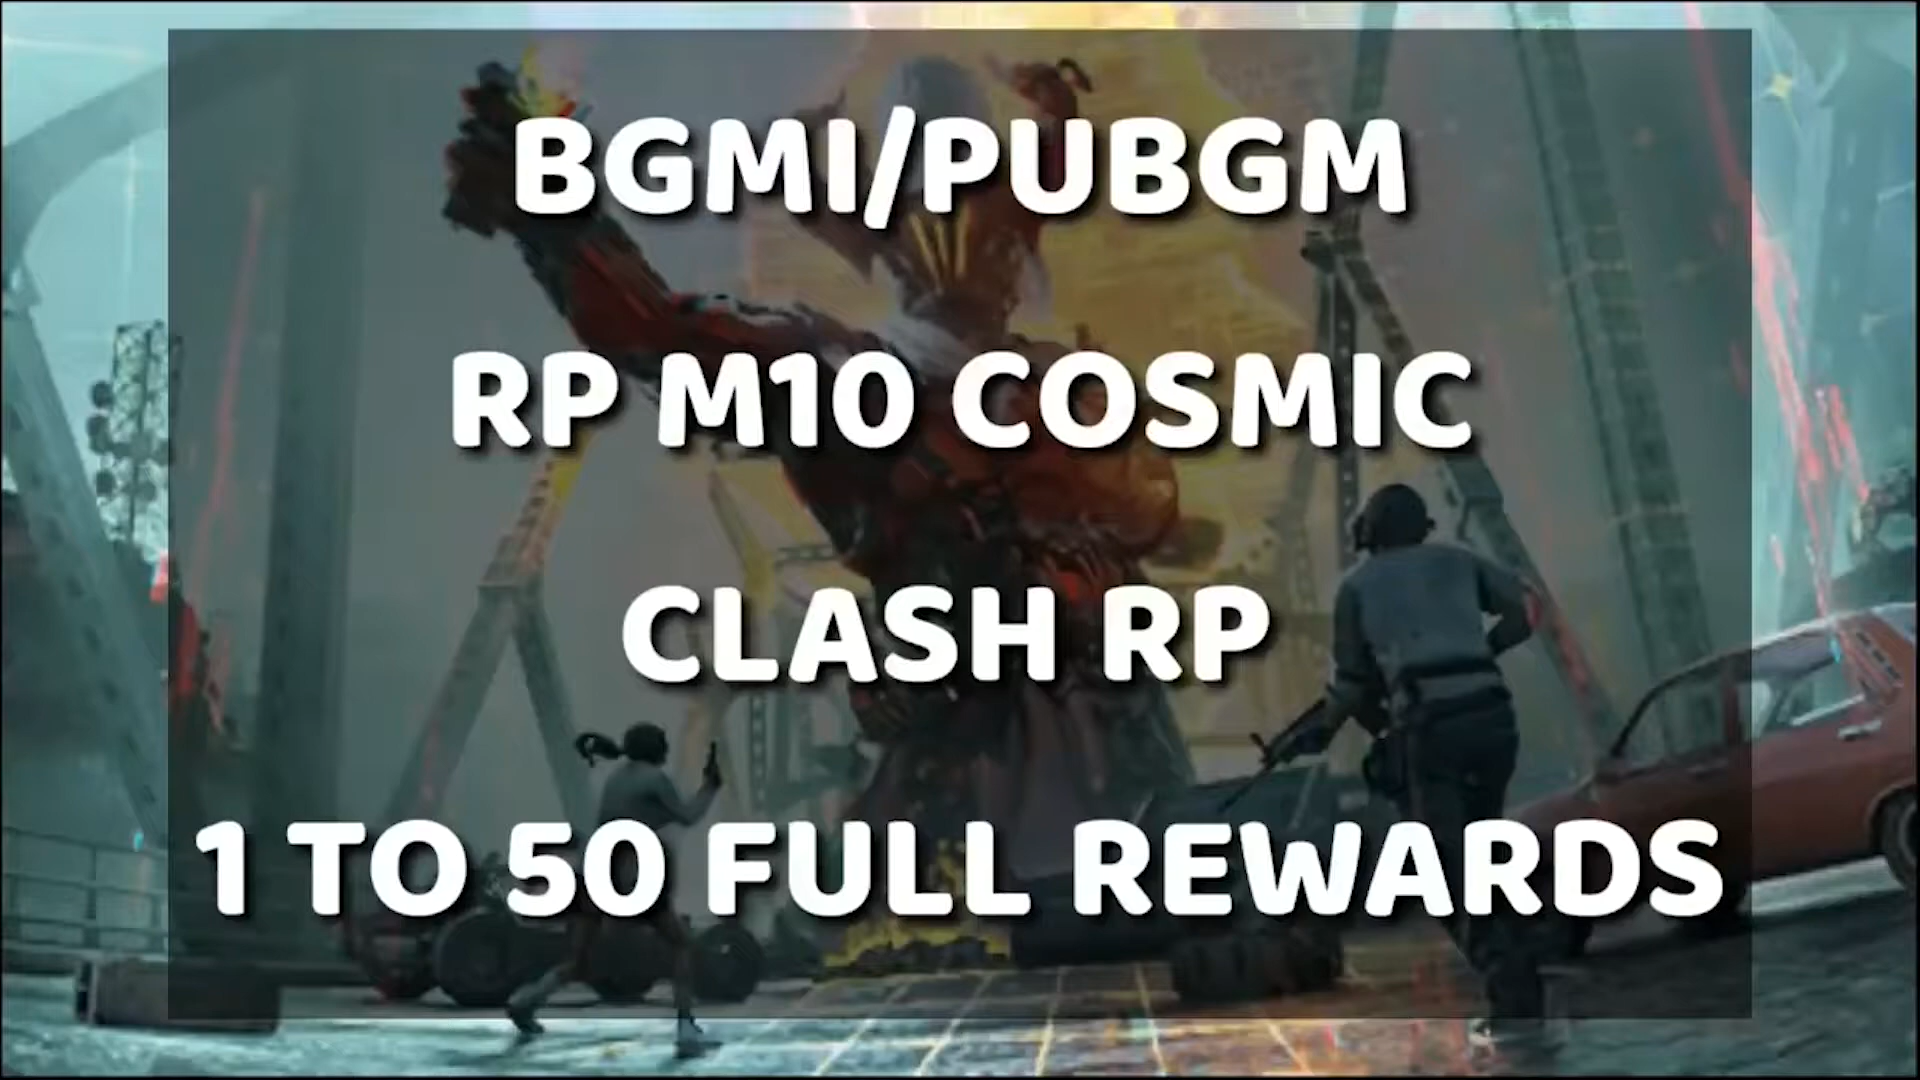 BGMI/PUBGM
RP M10 COSMIC
CLASH RP
1 TO 50 FULL REWARDS